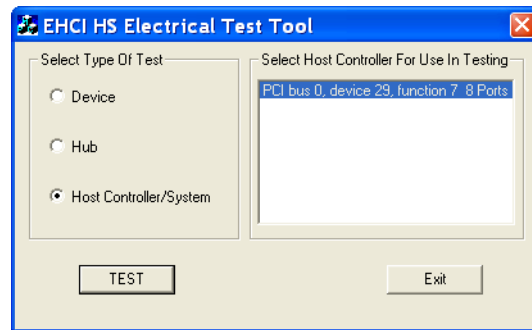 EHCI HS Electrical Test Tool
Select Type Of Test
Device
Hub
Host Controller/System
Select Host Controller For Use In Testing
PCI bus 0, device 29, function 7 8 Ports
TEST
Exit